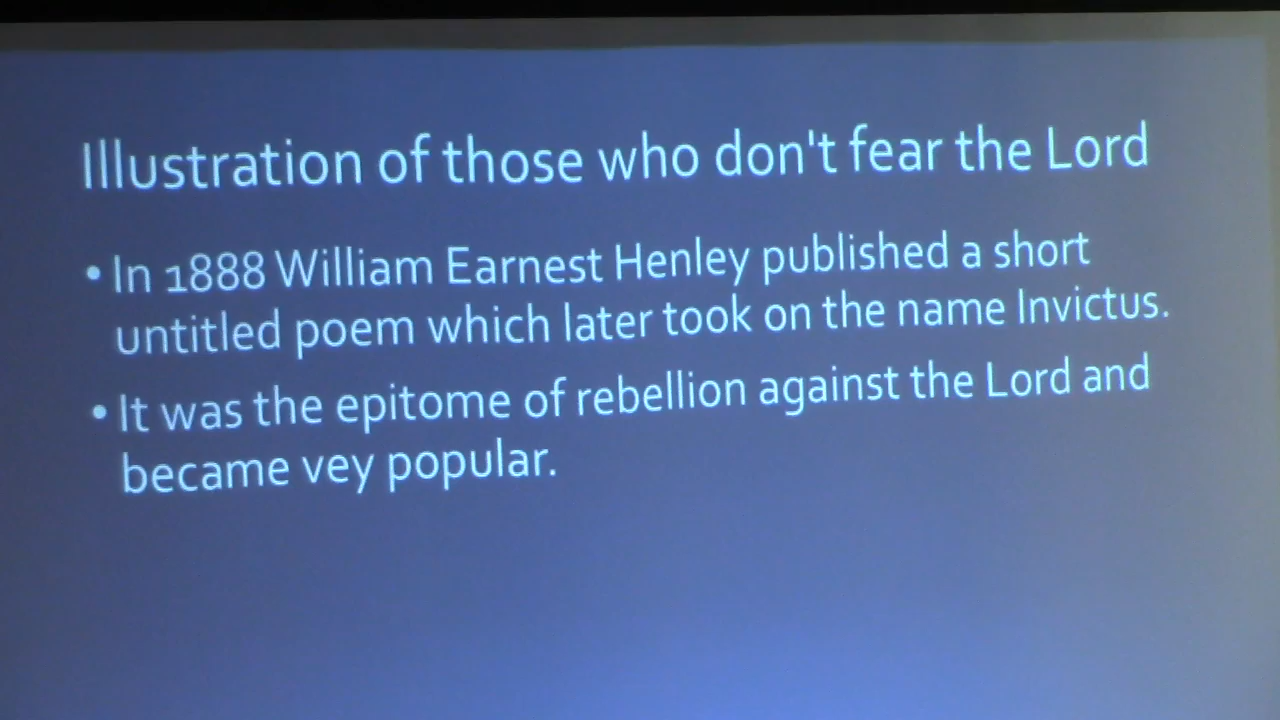 Illustration of those who don't fear the Lord
• In 1888 William Earnest Henley published a short
untitled poem which later took on the name Invictus.
• It was the epitome of rebellion against the Lord and
became vey popular.